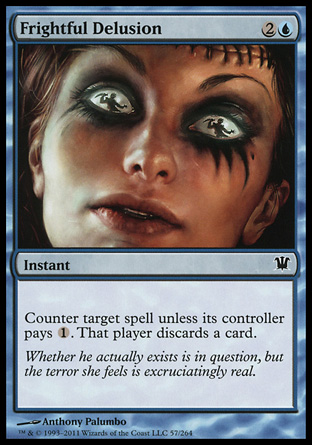 Frightful Delusion 2
Instant
Counter target spell unless its controller
pays 1. That player discards a card.
Whether he actually exists is in question, but
the terror she feels is excruciatingly real.
Anthony Palumbo
™ & © 1993–2011 Wizards of the Coast LLC 57/264